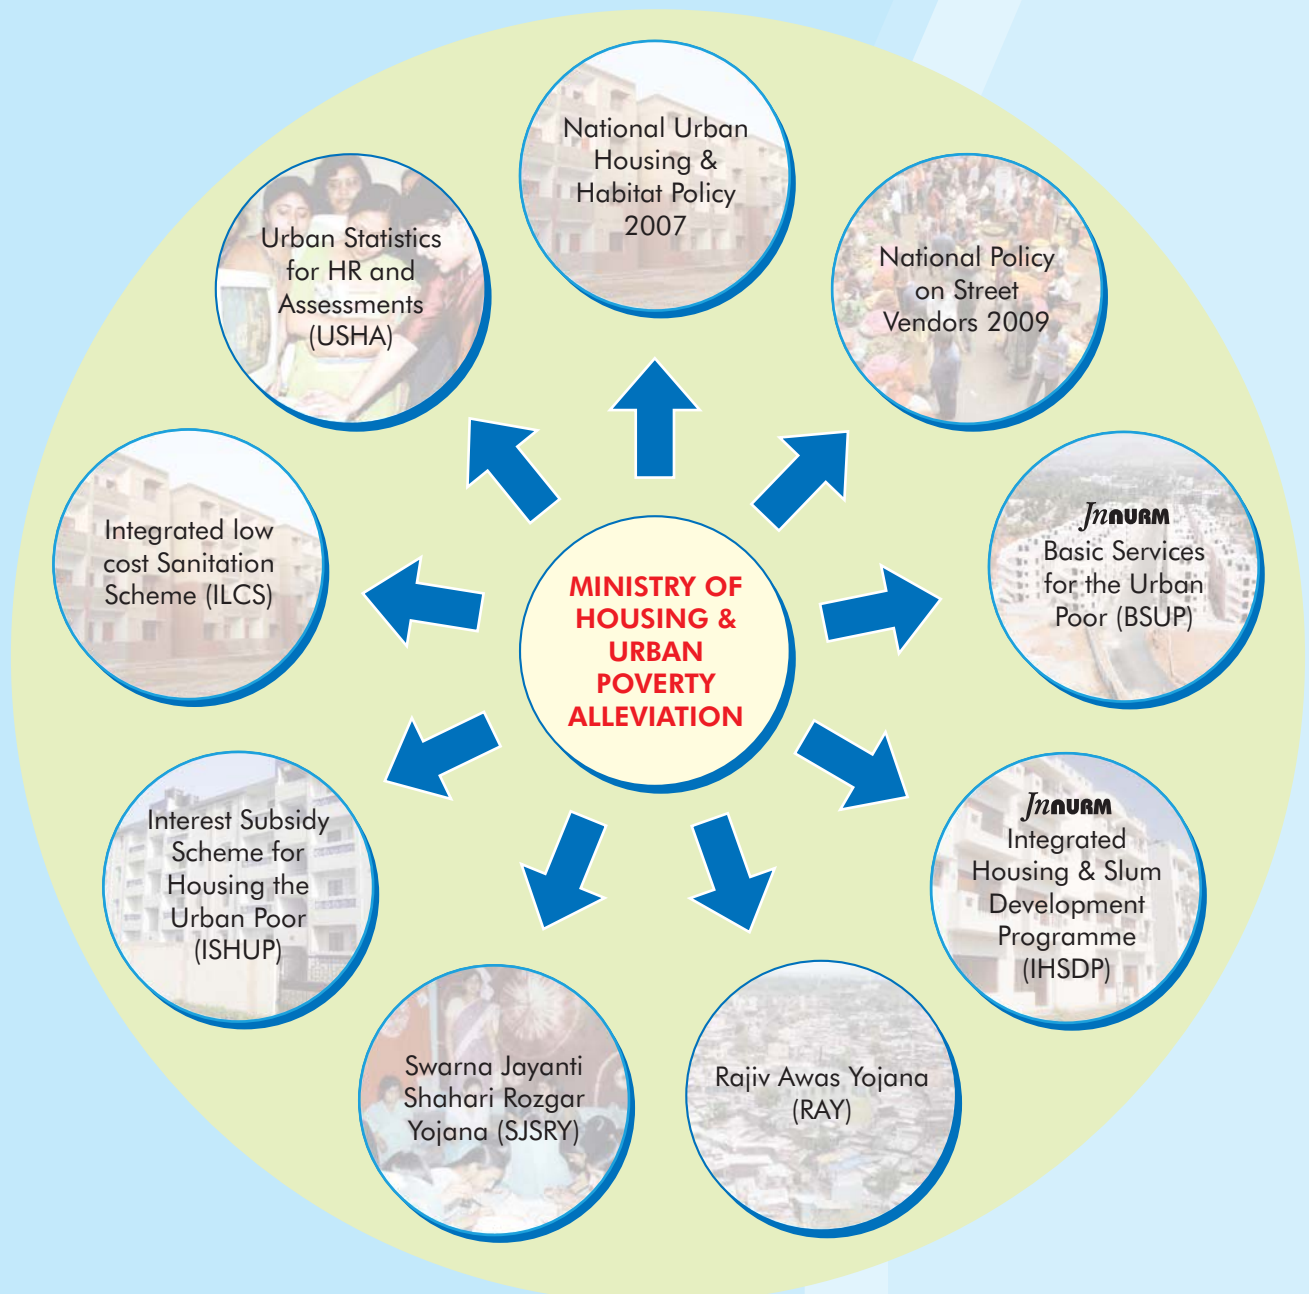 National Urban
Housing &
Habitat Policy
2007
National Policy
on Street
Vendors 2009
JnNURM
Basic Services
for the Urban
Poor (BSUP)
JnNURM
Integrated
Housing & Slum
Development
Programme
(IHSDP)
Rajiv Awas Yojana
(RAY)
Swarna Jayanti
Shahari Rozgar
Yojana (SJSRY)
Interest Subsidy
Scheme for
Housing the
Urban Poor
(ISHUP)
Integrated low
cost Sanitation
Scheme (ILCS)
Urban Statistics
for HR and
Assessments
(USHA)
MINISTRY OF
HOUSING &
URBAN
POVERTY
ALLEVIATION